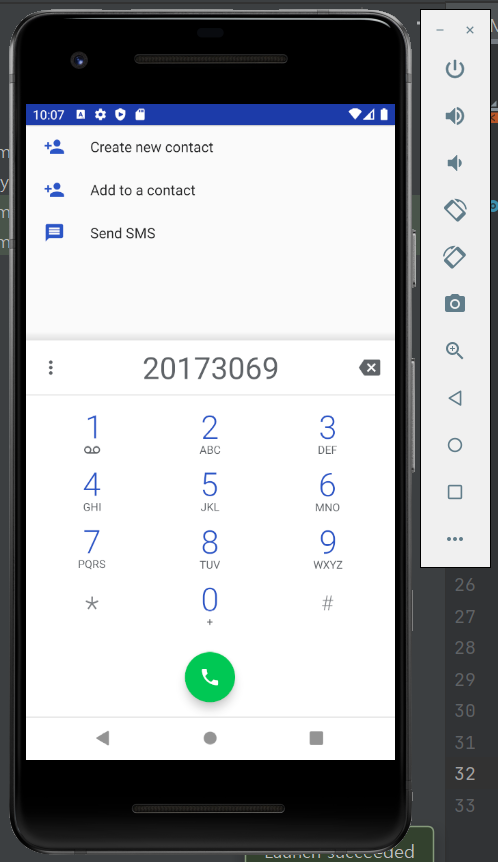 10:07
Create new contact
Add to a contact
Send SMS
20173069
1 2 3
ABC DEF
4 5 6
GHI JKL MNO
7 8 9
PQRS TUV WXYZ
* 0 #
+
26
27
28
29
30
31
32
33
Launch succeeded